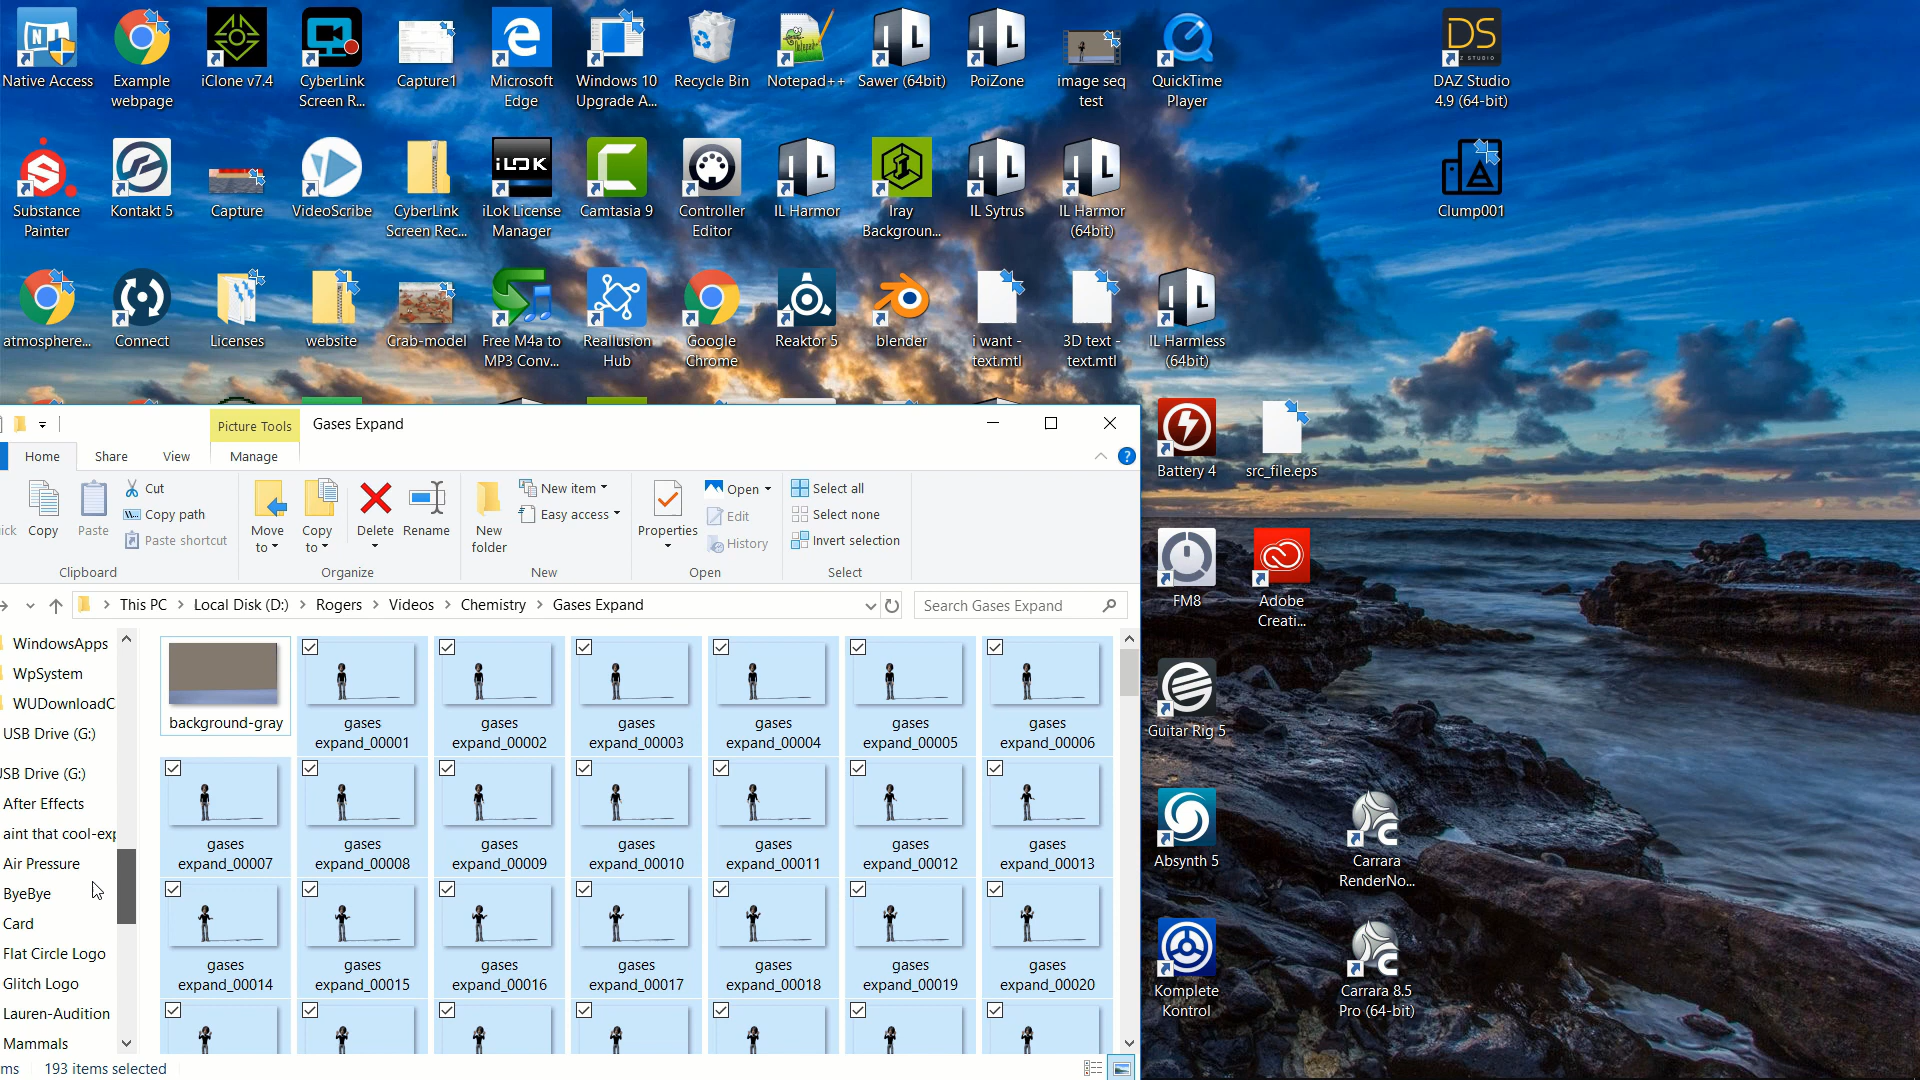 Native Access
Example
webpage
iClone v7.4
CyberLink
Screen R...
Capture1
Microsoft
Edge
Windows 10
Upgrade A...
Recycle Bin
Notepad++
Sawer (64bit)
PoiZone
image seq
test
QuickTime
Player
DAZ Studio
4.9 (64-bit)
Substance
Painter
Kontakt 5
Capture
VideoScribe
CyberLink
Screen Rec...
iLok License
Manager
Camtasia 9
Controller
Editor
IL Harmor
Iray
Backgroun...
IL Sytrus
IL Harmor
(64bit)
Clump001
atmosphere...
Connect
Licenses
website
Crab-model
Free M4a to
MP3 Conv...
Reallusion
Hub
Google
Chrome
Reaktor 5
blender
i want -
text.mtl
3D text -
text.mtl
IL Harmless
(64bit)
Battery 4
src_file.eps
FM8
Adobe
Creati...
Guitar Rig 5
Absynth 5
Carrara
RenderNo...
Komplete
Kontrol
Carrara 8.5
Pro (64-bit)
Picture Tools
Gases Expand
Home
Share
View
Manage
Copy
Paste
Cut
Copy path
Paste shortcut
Clipboard
Move
to
Copy
to
Delete
Rename
Organize
New
folder
New item
Easy access
New
Properties
Open
Edit
History
Open
Select all
Select none
Invert selection
Select
This PC > Local Disk (D:) > Rogers > Videos > Chemistry > Gases Expand
Search Gases Expand
WindowsApps
WpSystem
WUDownloadC
USB Drive (G:)
SB Drive (G:)
After Effects
aint that cool-exp
Air Pressure
ByeBye
Card
Flat Circle Logo
Glitch Logo
Lauren-Audition
Mammals
background-gray
gases
expand_00001
gases
expand_00002
gases
expand_00003
gases
expand_00004
gases
expand_00005
gases
expand_00006
gases
expand_00007
gases
expand_00008
gases
expand_00009
gases
expand_00010
gases
expand_00011
gases
expand_00012
gases
expand_00013
gases
expand_00014
gases
expand_00015
gases
expand_00016
gases
expand_00017
gases
expand_00018
gases
expand_00019
gases
expand_00020
ms
193 items selected